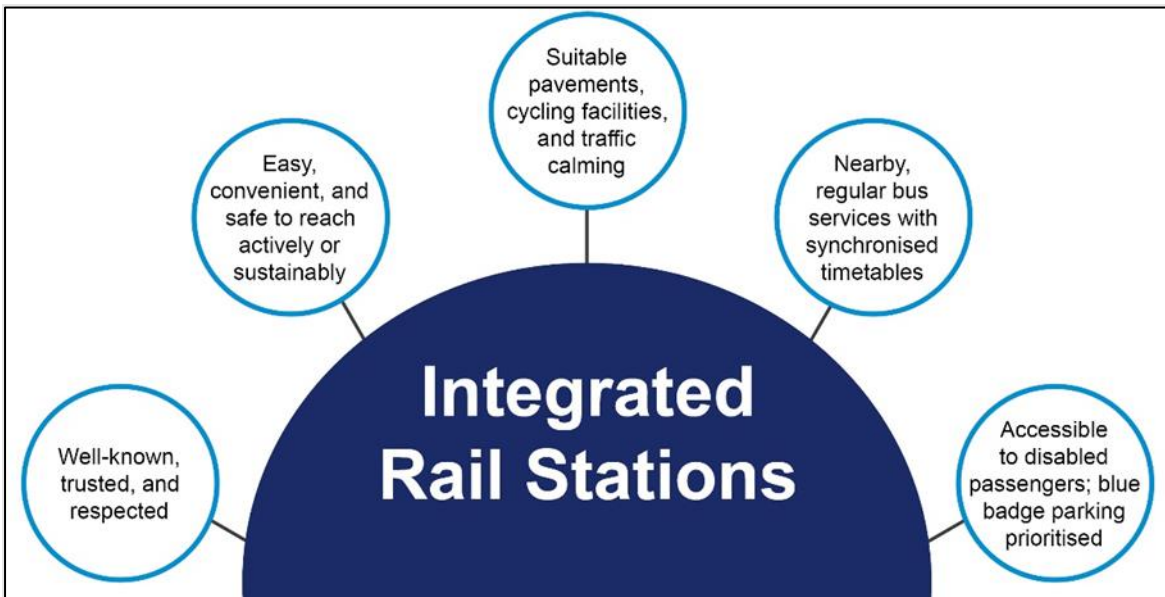 Suitable
pavements,
cycling facilities,
and traffic
calming
Easy,
convenient, and
safe to reach
actively or
sustainably
Nearby,
regular bus
services with
synchronised
timetables
Integrated
Rail Stations
Well-known,
trusted, and
respected
Accessible
to disabled
passengers; blue
badge parking
prioritised